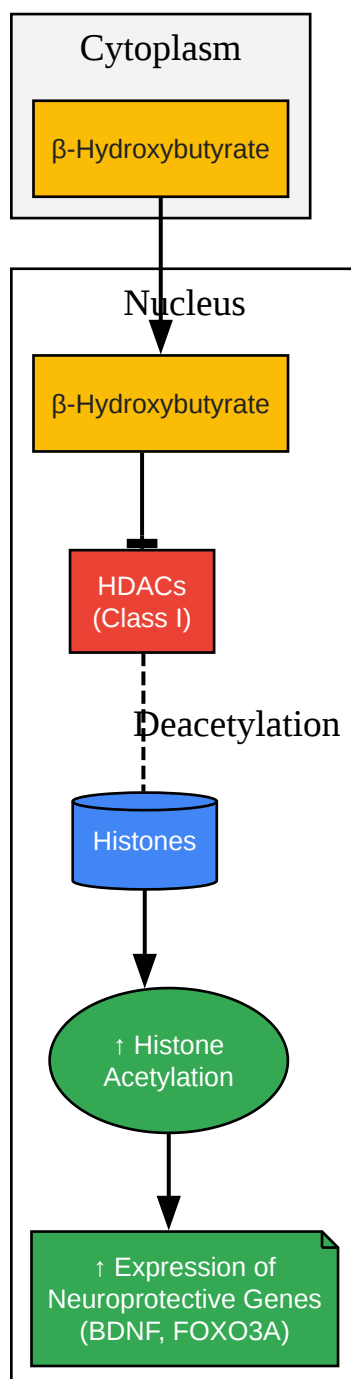 Cytoplasm
β-Hydroxybutyrate
Nucleus
β-Hydroxybutyrate
HDACs
(Class I)
Deacetylation
Histones
↑ Histone
Acetylation
↑ Expression of
Neuroprotective Genes
(BDNF, FOXO3A)